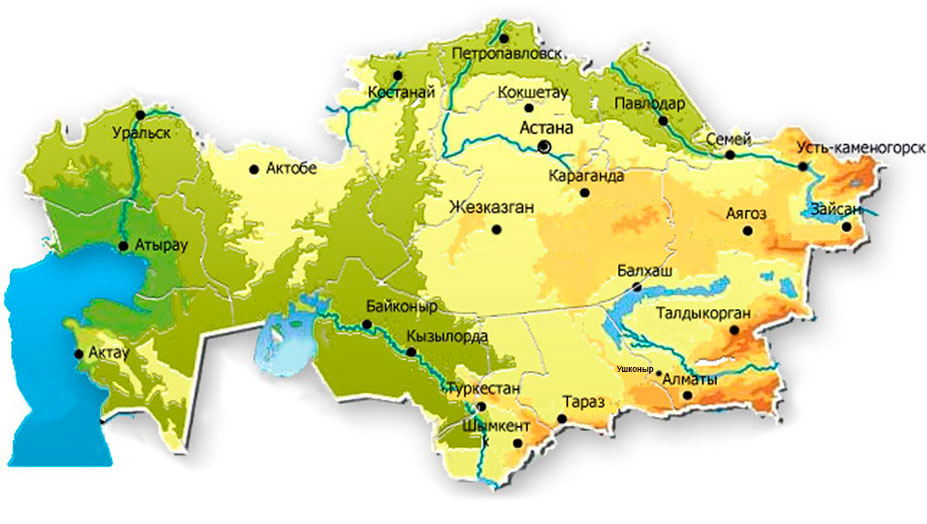 Петропавловск
Костанай
Кокшетау
Павлодар
Уральск
Астана
Семей
Усть-каменогорск
Актобе
Караганда
Жезказган
Аягоз
Зайсан
Атырау
Балхаш
Байконыр
Талдыкорган
Кызылорда
Актау
Ушконыр
Алматы
Туркестан
Тараз
Шымкент
к